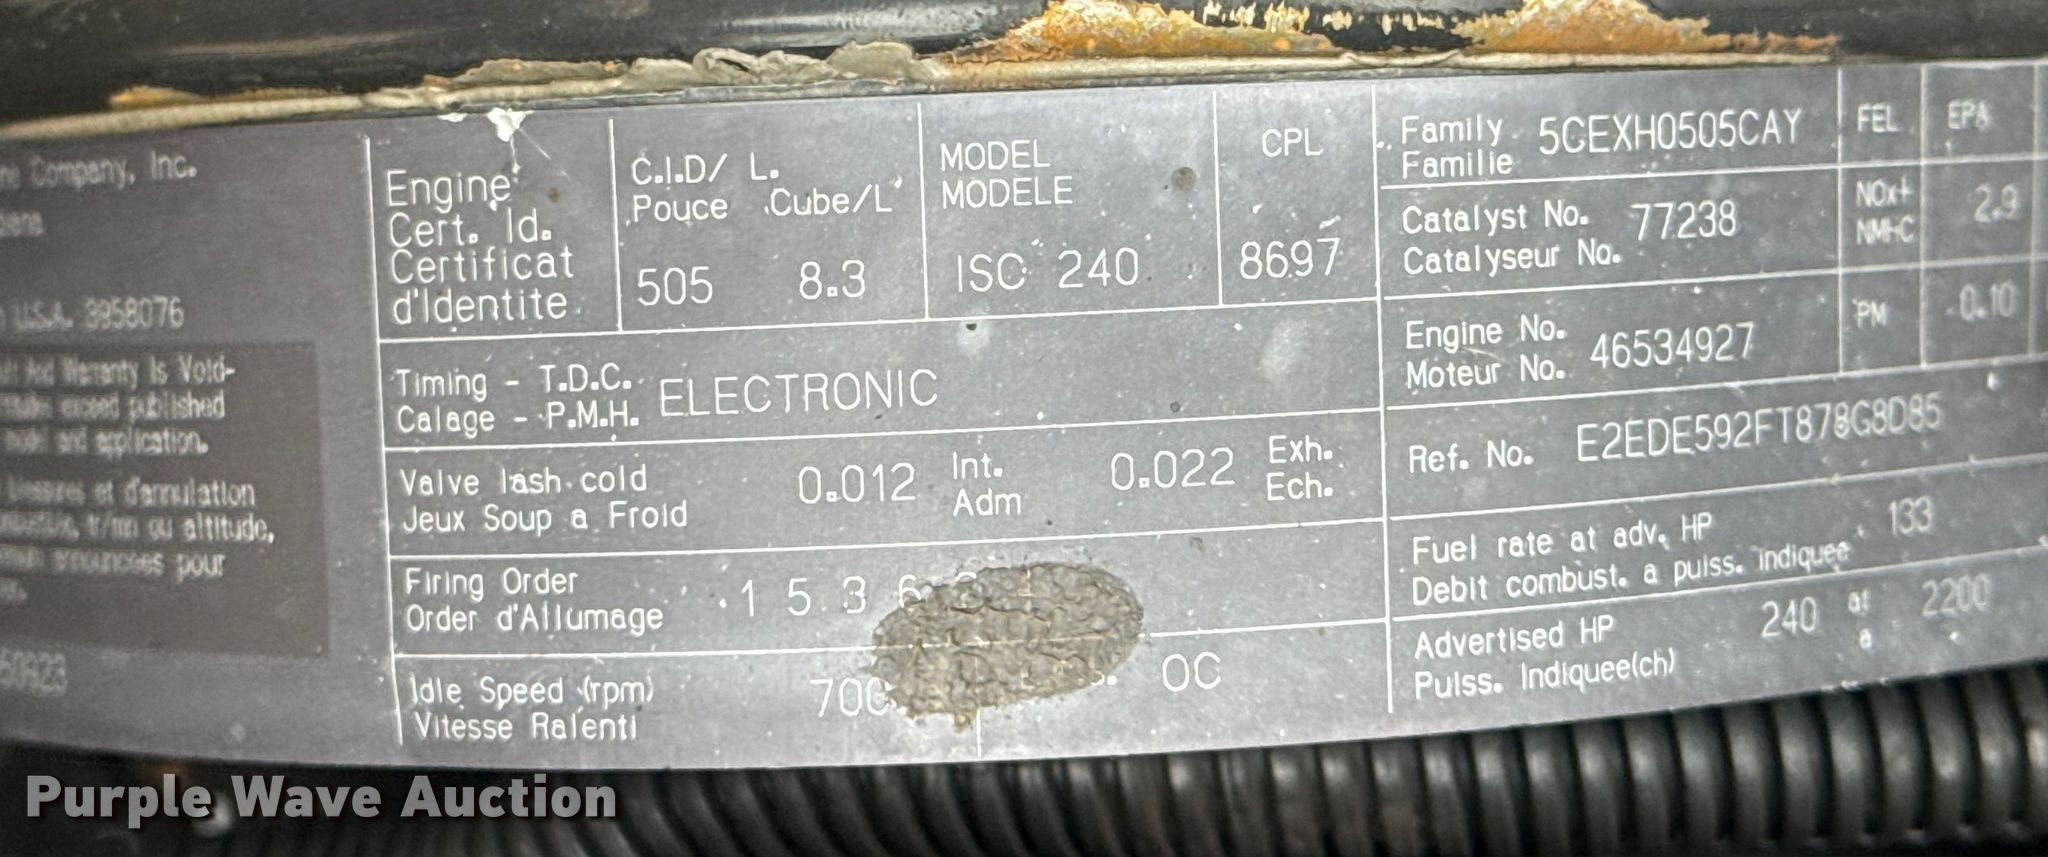 Company, Inc.
U.S.A. 3958076
Warranty Is Void-
exceed published
and application.
et d'annulation
tr/mn ou altitude,
pour
Engine
Cert. Id.
Certificat
d'Identite
C.I.D/ L.
Pouce Cube/L
505 8.3
MODEL
MODELE
ISC 240
CPL
8697
Timing - T.D.C.
Calage - P.M.H.
ELECTRONIC
Valve lash cold
Jeux Soup a Froid
0.012 Int.
Adm
0.022 Exh.
Ech.
Firing Order
Order d'Allumage
1 5 3 6
Idle Speed (rpm)
Vitesse Ralenti
700
OC
Family
Familie
5CEXH0505CAY
Catalyst No.
Catalyseur No.
77238
Engine No.
Moteur No.
46534927
Ref. No. E2EDE592FT878G8D85
Fuel rate at adv. HP
Debit combust. a puiss. indiquee
133
Advertised HP
Puiss. Indiquee(ch)
240 at
a
2200
FEL EPA
NOx+
NMHC
2.9
PM 0.10
Purple Wave Auction